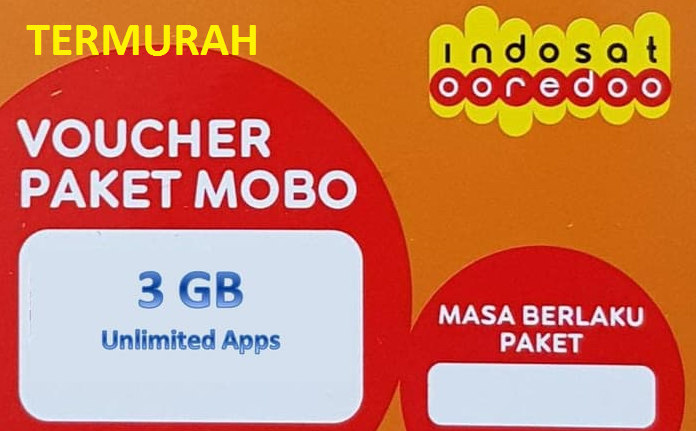 TERMURAH
indosat
ooredoo
VOUCHER
PAKET MOBO
3 GB
Unlimited Apps
MASA BERLAKU
PAKET